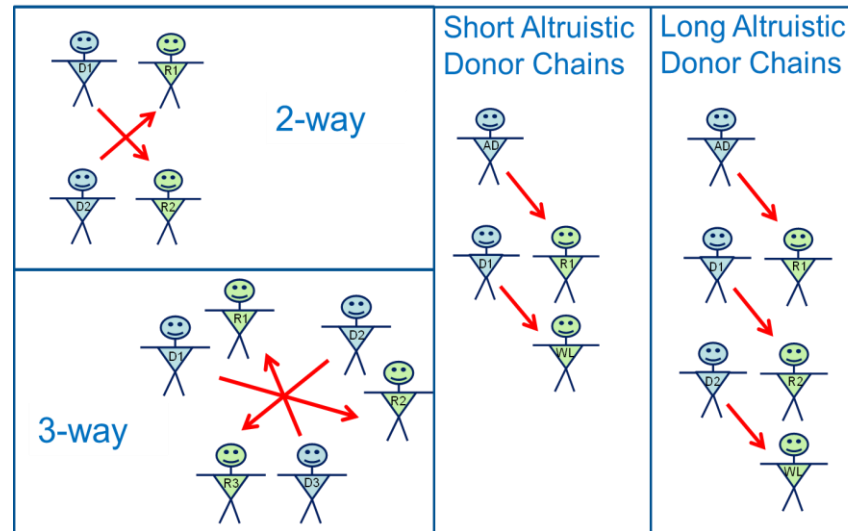 D1
R1
2-way
D2
R2
R1
D1
D2
R2
3-way
R3
D3
Short Altruistic
Donor Chains
AD
D1
R1
WL
Long Altruistic
Donor Chains
AD
D1
R1
D2
R2
WL